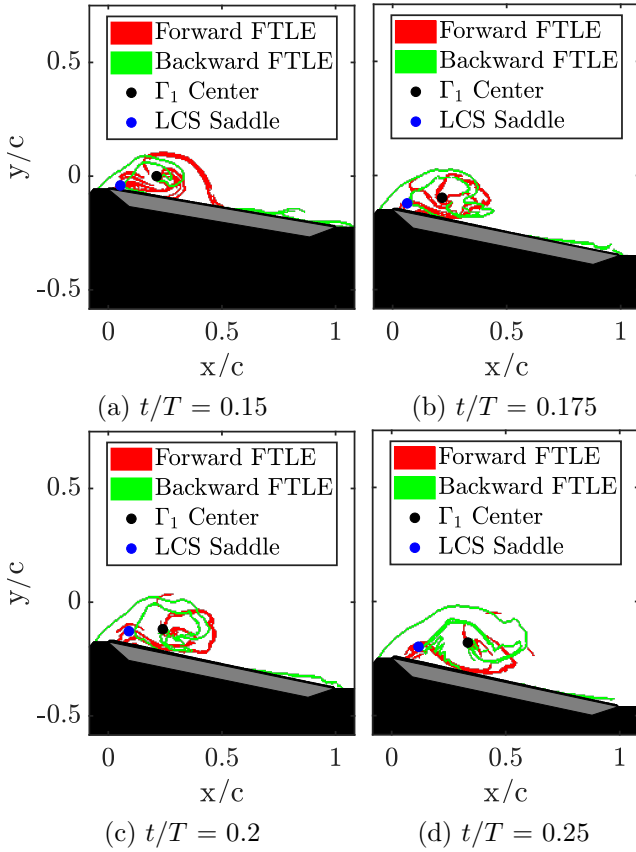 Forward FTLE
Backward FTLE
Γ₁ Center
LCS Saddle
0.5
0
-0.5
y/c
0
0.5
1
x/c
(a) t/T = 0.15
Forward FTLE
Backward FTLE
Γ₁ Center
LCS Saddle
0
0.5
1
x/c
(b) t/T = 0.175
Forward FTLE
Backward FTLE
Γ₁ Center
LCS Saddle
0.5
0
-0.5
y/c
0
0.5
1
x/c
(c) t/T = 0.2
Forward FTLE
Backward FTLE
Γ₁ Center
LCS Saddle
0
0.5
1
x/c
(d) t/T = 0.25